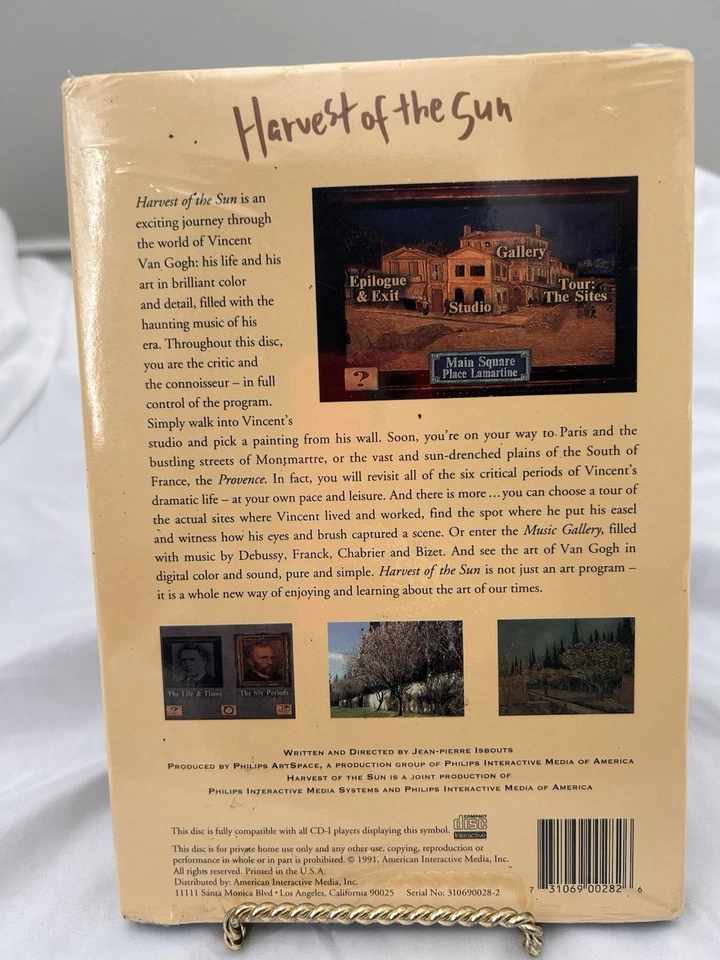 Harvest of the Sun
Harvest of the Sun is an
exciting journey through
the world of Vincent
Van Gogh: his life and his
art in brilliant color
and detail, filled with the
haunting music of his
era. Throughout this disc,
you are the critic and
the connoisseur – in full
control of the program.
Simply walk into Vincent's
studio and pick a painting from his wall. Soon, you're on your way to Paris and the
bustling streets of Montmartre, or the vast and sun-drenched plains of the South of
France, the Provence. In fact, you will revisit all of the six critical periods of Vincent's
dramatic life – at your own pace and leisure. And there is more ... you can choose a tour of
the actual sites where Vincent lived and worked, find the spot where he put his easel
and witness how his eyes and brush captured a scene. Or enter the Music Gallery, filled
with music by Debussy, Franck, Chabrier and Bizet. And see the art of Van Gogh in
digital color and sound, pure and simple. Harvest of the Sun is not just an art program –
it is a whole new way of enjoying and learning about the art of our times.
Gallery
Epilogue
& Exit
Studio
Tour:
The Sites
Main Square
Place Lamartine
?
The Life & Times
The Six Periods
?
WRITTEN AND DIRECTED BY JEAN-PIERRE ISBOUTS
PRODUCED BY PHILIPS ARTSPACE, A PRODUCTION GROUP OF PHILIPS INTERACTIVE MEDIA OF AMERICA
HARVEST OF THE SUN IS A JOINT PRODUCTION OF
PHILIPS INTERACTIVE MEDIA SYSTEMS AND PHILIPS INTERACTIVE MEDIA OF AMERICA
This disc is fully compatible with all CD-I players displaying this symbol.
COMPACT
disc
Interactive
This disc is for private home use only and any other use, copying, reproduction or
performance in whole or in part is prohibited. © 1991, American Interactive Media, Inc.
All rights reserved. Printed in the U.S.A.
Distributed by: American Interactive Media, Inc.
11111 Santa Monica Blvd • Los Angeles, California 90025 Serial No: 310690028-2
7 31069 00282 6